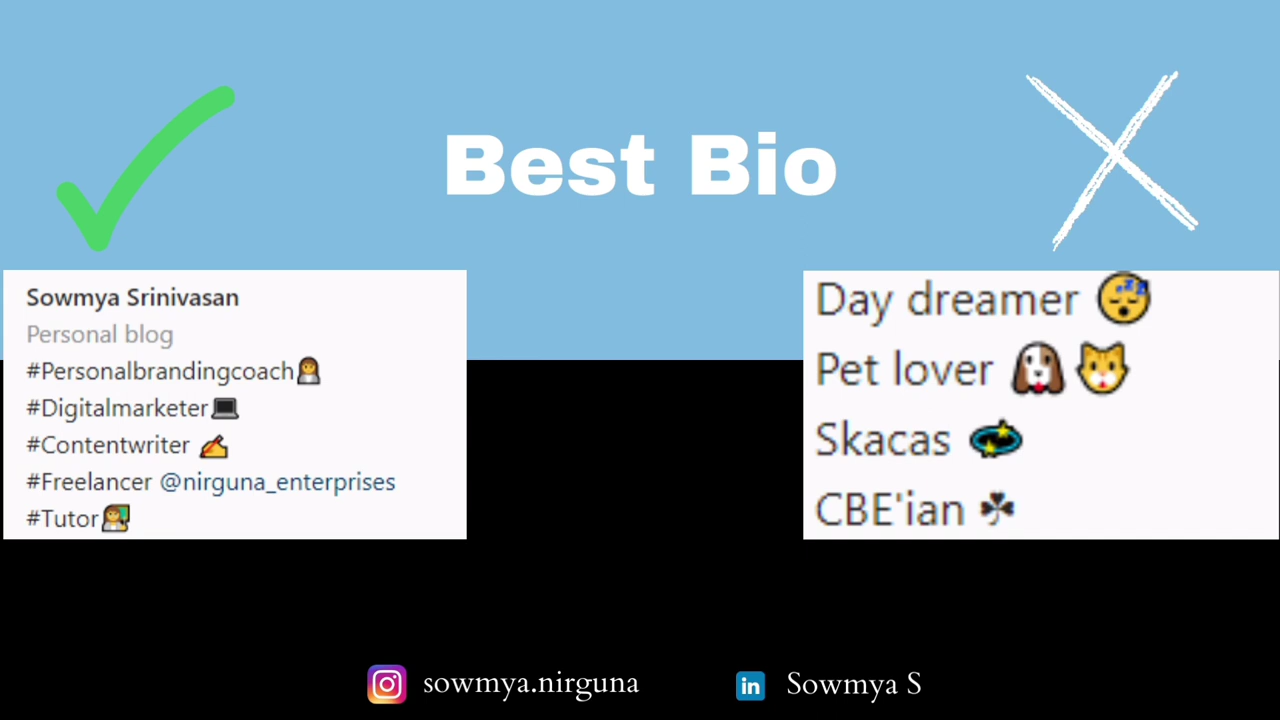 Best Bio
Sowmya Srinivasan
Personal blog
#Personalbrandingcoach👩‍💼
#Digitalmarketer💻
#Contentwriter ✍
#Freelancer @nirguna_enterprises
#Tutor👩‍🏫
Day dreamer 😴
Pet lover 🐶🐱
Skacas 💫
CBE'ian ☘
sowmya.nirguna
in Sowmya S